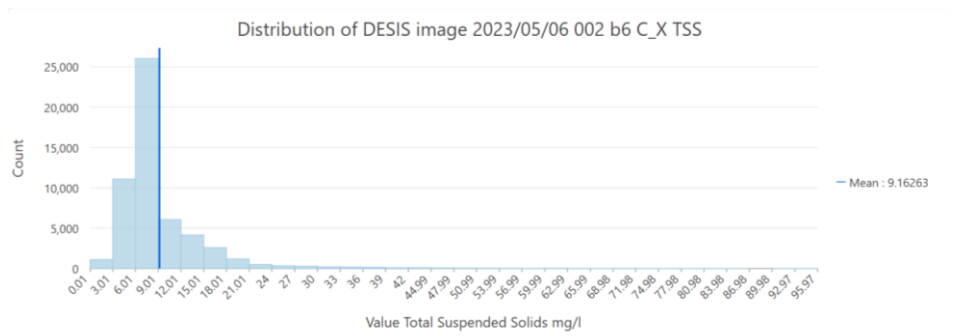 Distribution of DESIS image 2023/05/06 002 b6 C_X TSS
25,000
20,000
15,000
10,000
5,000
0
Count
Mean : 9.16263
0.01 3.01 6.01 9.01 12.01 15.01 18.01 21.01 24 27 30 33 36 39 42 44.99 47.99 50.99 53.99 56.99 59.99 62.99 65.99 68.98 71.98 74.98 77.98 80.98 83.98 86.98 89.98 92.97 95.97
Value Total Suspended Solids mg/l